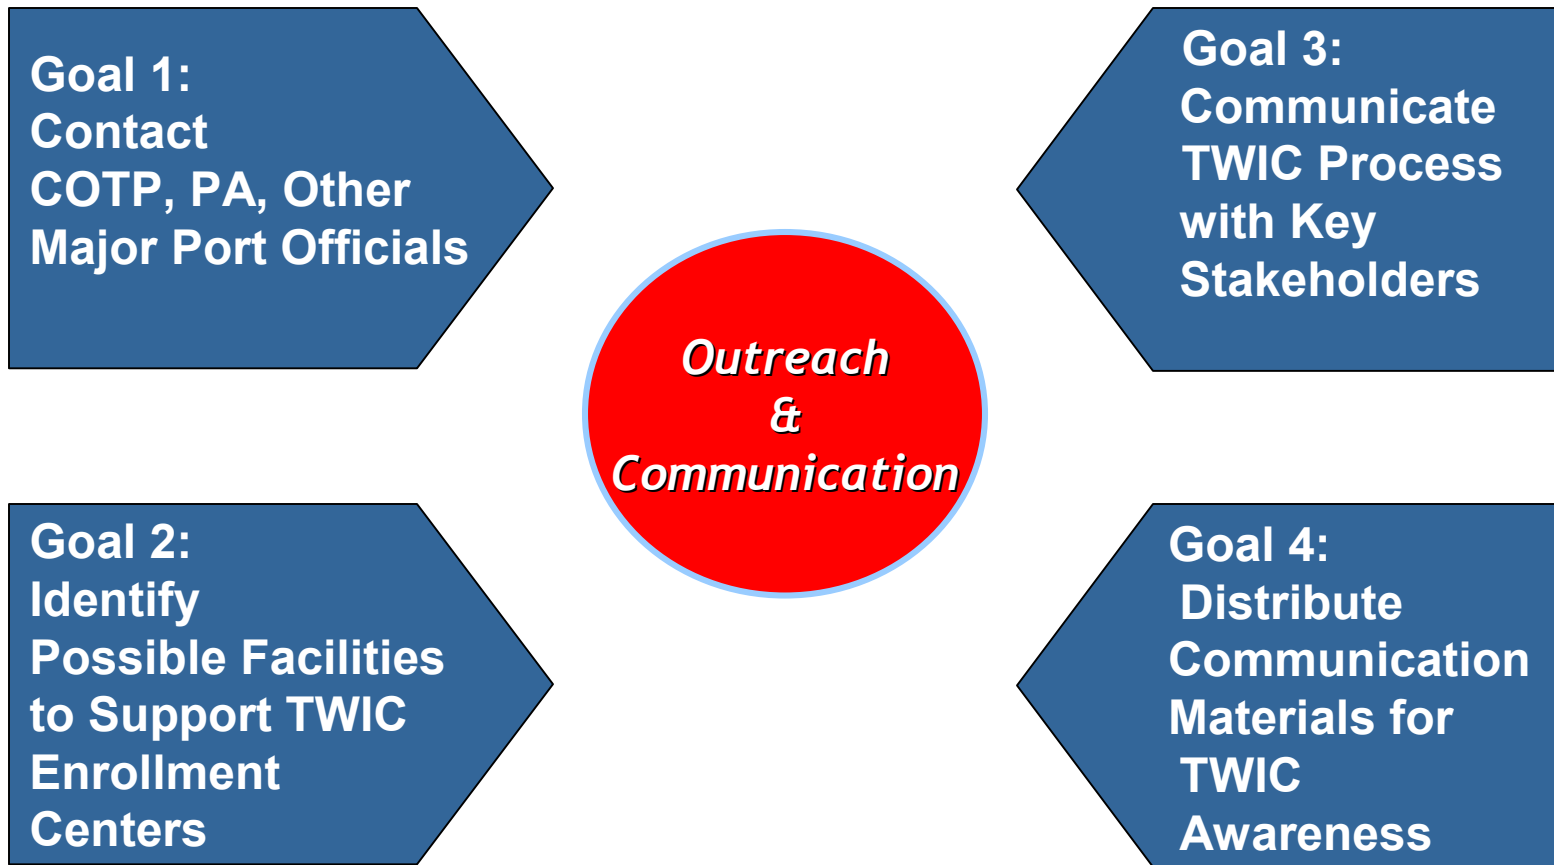 Goal 1:
Contact
COTP, PA, Other
Major Port Officials
Goal 2:
Identify
Possible Facilities
to Support TWIC
Enrollment
Centers
Outreach
&
Communication
Goal 3:
Communicate
TWIC Process
with Key
Stakeholders
Goal 4:
Distribute
Communication
Materials for
TWIC
Awareness